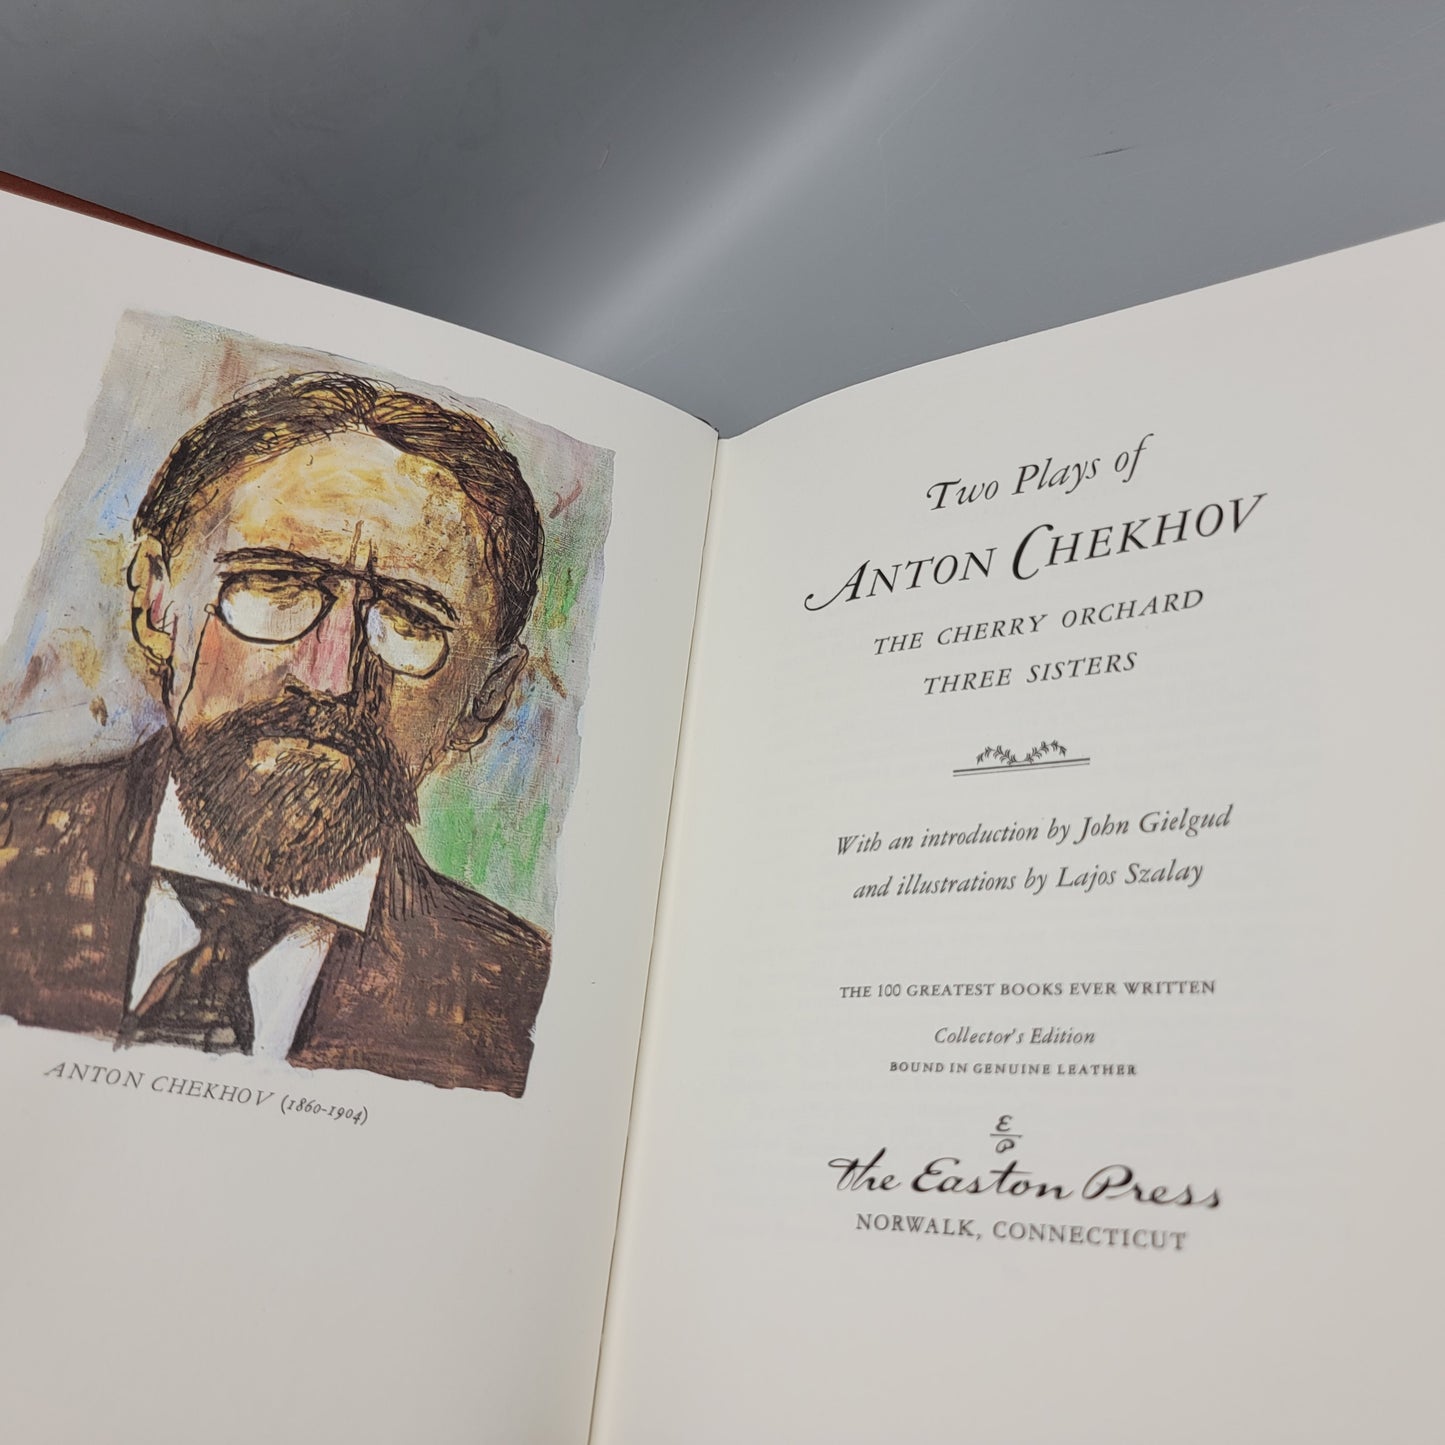 ANTON CHEKHOV (1860-1904)
Two Plays of
ANTON CHEKHOV
THE CHERRY ORCHARD
THREE SISTERS
With an introduction by John Gielgud
and illustrations by Lajos Szalay
THE 100 GREATEST BOOKS EVER WRITTEN
Collector's Edition
BOUND IN GENUINE LEATHER
E
P
The Easton Press
NORWALK, CONNECTICUT